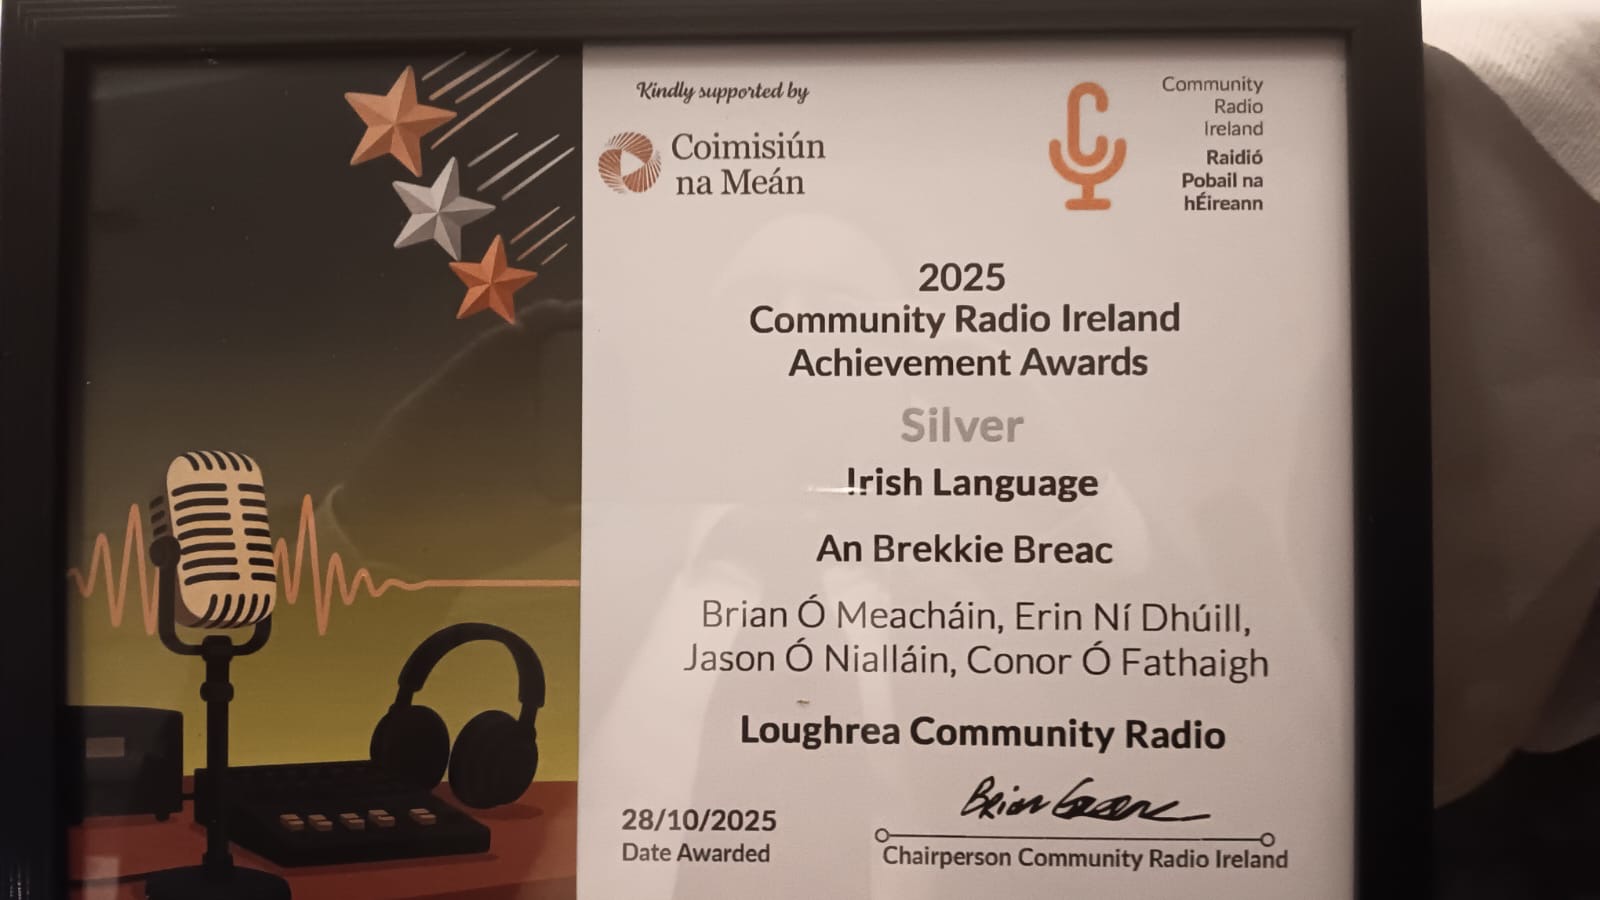 Kindly supported by
Coimisiún
na Meán
Community
Radio
Ireland
Raidió
Pobail na
hÉireann
2025
Community Radio Ireland
Achievement Awards
Silver
Irish Language
An Brekkie Breac
Brian Ó Meacháin, Erin Ní Dhúill,
Jason Ó Nialláin, Conor Ó Fathaigh
Loughrea Community Radio
28/10/2025
Date Awarded
Chairperson Community Radio Ireland